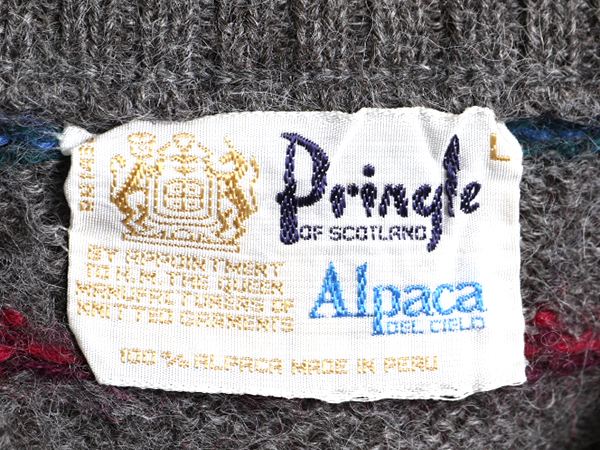 Pringle
L
OF SCOTLAND
BY APPOINTMENT
TO H.M. THE QUEEN
MANUFACTURERS OF
KNITTED GARMENTS
Alpaca
DEL CIELO
100% ALPACA MADE IN PERU